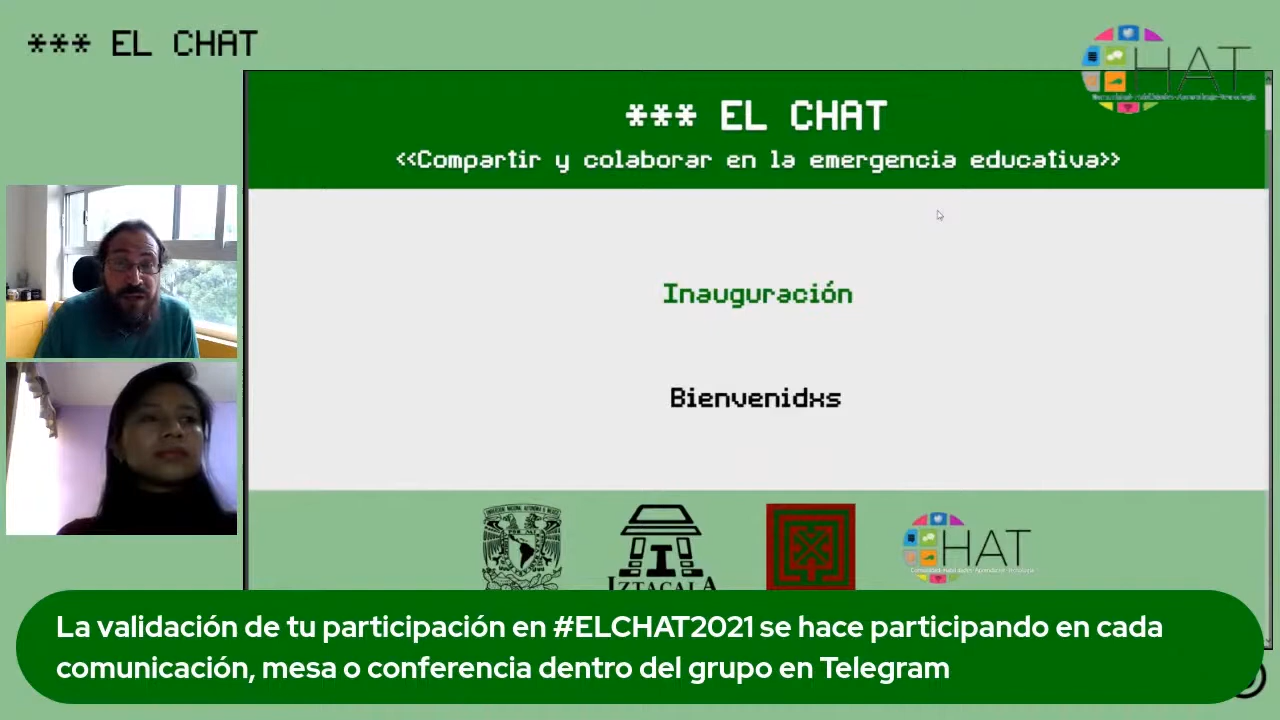 *** EL CHAT
HAT
*** EL CHAT
<<Compartir y colaborar en la emergencia educativa>>
Inauguración
Bienvenidxs
IZTACALA
HAT
La validación de tu participación en #ELCHAT2021 se hace participando en cada
comunicación, mesa o conferencia dentro del grupo en Telegram